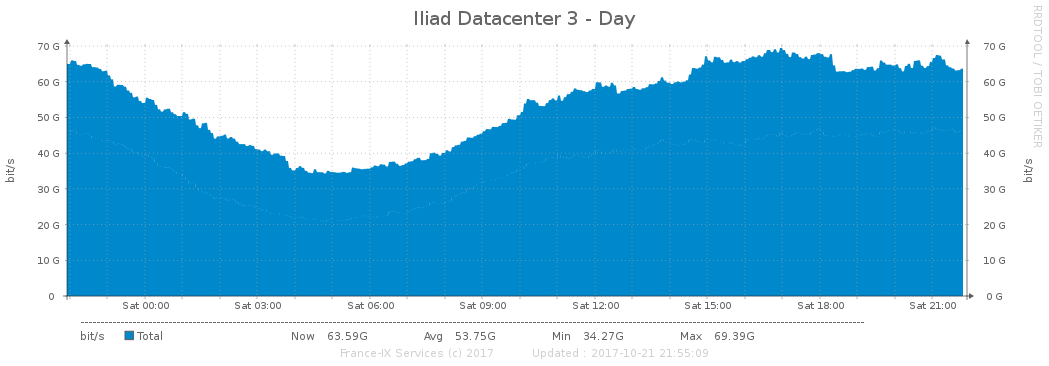 Iliad Datacenter 3 - Day
RRDTOOL / TOBI OETIKER
70 G 70 G
60 G 60 G
50 G 50 G
40 G 40 G
30 G 30 G
20 G 20 G
10 G 10 G
0 0 G
bit/s bit/s
Sat 00:00 Sat 03:00 Sat 06:00 Sat 09:00 Sat 12:00 Sat 15:00 Sat 18:00 Sat 21:00
bit/s Total Now 63.59G Avg 53.75G Min 34.27G Max 69.39G
France-IX Services (c) 2017 Updated : 2017-10-21 21:55:09